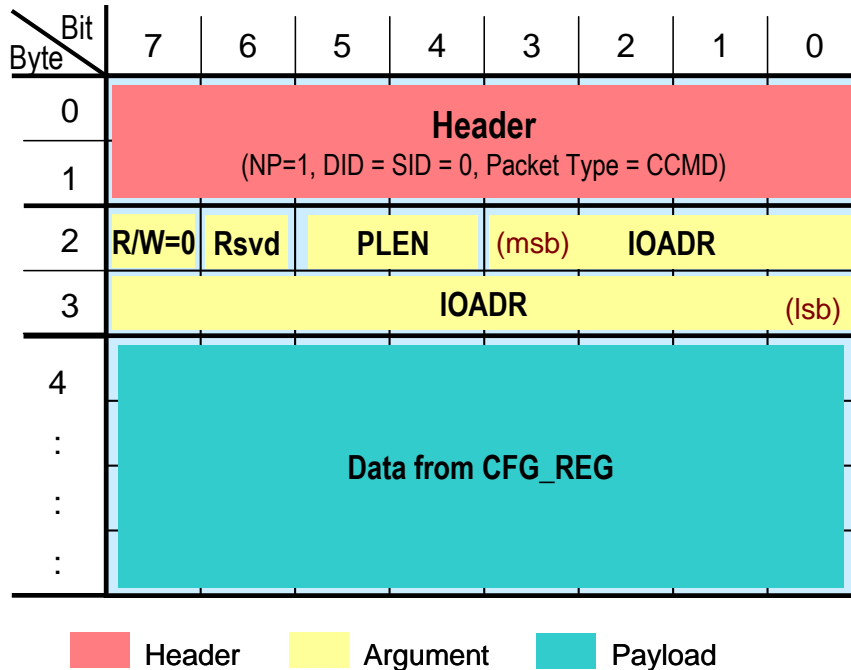 Bit
Byte 7 6 5 4 3 2 1 0
0
Header
(NP=1, DID = SID = 0, Packet Type = CCMD)
1
2 R/W=0 Rsvd PLEN (msb) IOADR
3 IOADR (lsb)
4
:
Data from CFG_REG
:
:
Header Argument Payload